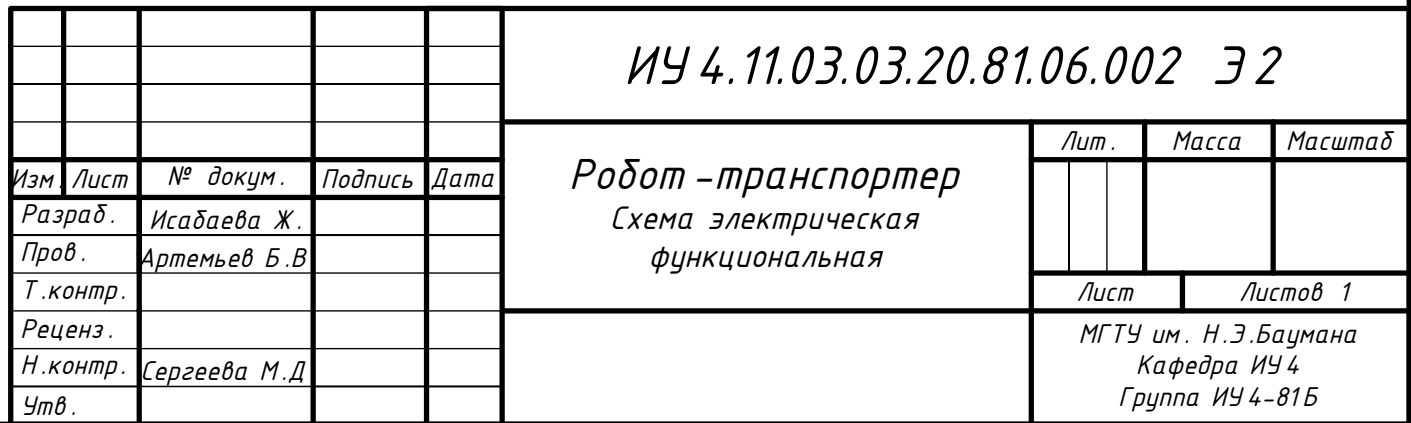 ИУ 4.11.03.03.20.81.06.002 Э 2
Лит. Масса Масштаб
Изм. Лист № докум. Подпись Дата
Робот-транспортер
Схема электрическая
функциональная
Разраб. Исабаева Ж.
Пров. Артемьев Б.В
Т.контр.
Лист Листов 1
Реценз.
Н.контр. Сергеева М.Д
Утв.
МГТУ им. Н.Э.Баумана
Кафедра ИУ 4
Группа ИУ 4-81Б